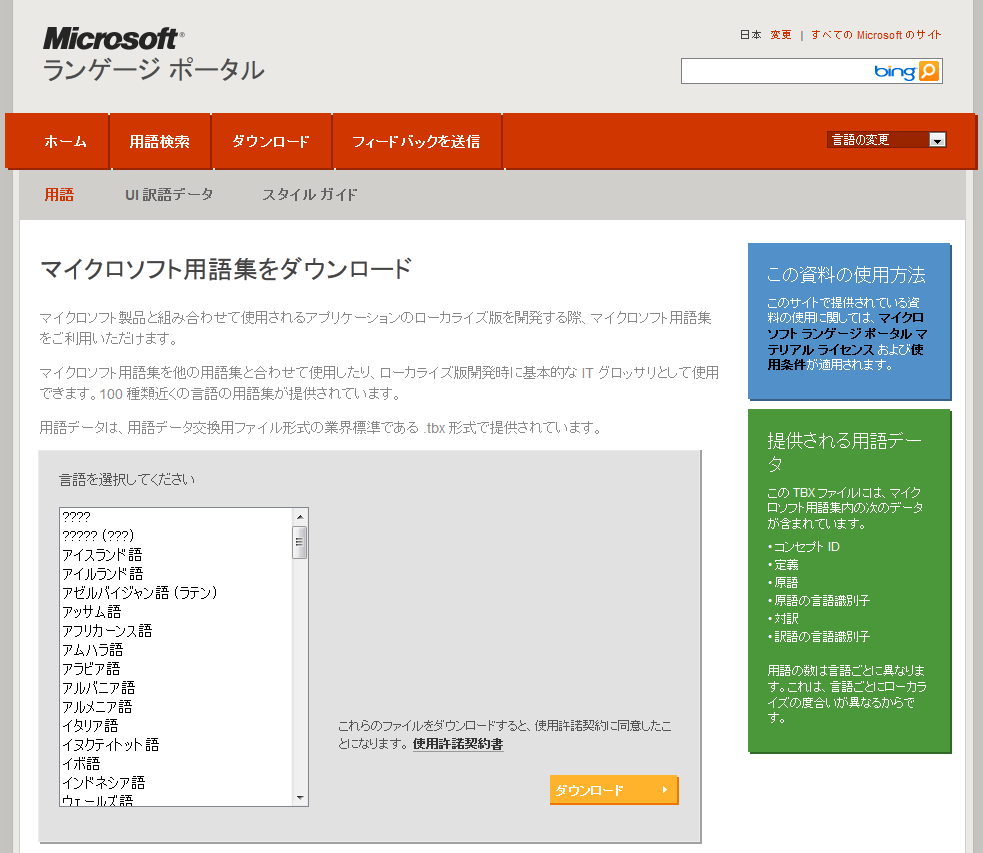 Microsoft®
ランゲージ ポータル
日本 変更 | すべての Microsoft のサイト
bing
ホーム 用語検索 ダウンロード フィードバックを送信 言語の変更
用語 UI 訳語データ スタイル ガイド
マイクロソフト用語集をダウンロード
マイクロソフト製品と組み合わせて使用されるアプリケーションのローカライズ版を開発する際、マイクロソフト用語集
をご利用いただけます。
マイクロソフト用語集を他の用語集と合わせて使用したり、ローカライズ版開発時に基本的な IT グロッサリとして使用
できます。100 種類近くの言語の用語集が提供されています。
用語データは、用語データ交換用ファイル形式の業界標準である .tbx 形式で提供されています。
言語を選択してください
????
????? (???)
アイスランド語
アイルランド語
アゼルバイジャン語 (ラテン)
アッサム語
アフリカーンス語
アムハラ語
アラビア語
アルバニア語
アルメニア語
イタリア語
イヌクティトット語
イボ語
インドネシア語
ウェールズ語
これらのファイルをダウンロードすると、使用許諾契約に同意したこ
とになります。 使用許諾契約書
ダウンロード
この資料の使用方法
このサイトで提供されている資
料の使用に関しては、マイクロ
ソフト ランゲージ ポータル マ
テリアル ライセンス および使
用条件が適用されます。
提供される用語デー
タ
この TBX ファイルには、マイク
ロソフト用語集内の次のデータ
が含まれています。
•コンセプト ID
•定義
•原語
•原語の言語識別子
•対訳
•訳語の言語識別子
用語の数は言語ごとに異なりま
す。これは、言語ごとにローカラ
イズの度合いが異なるからで
す。